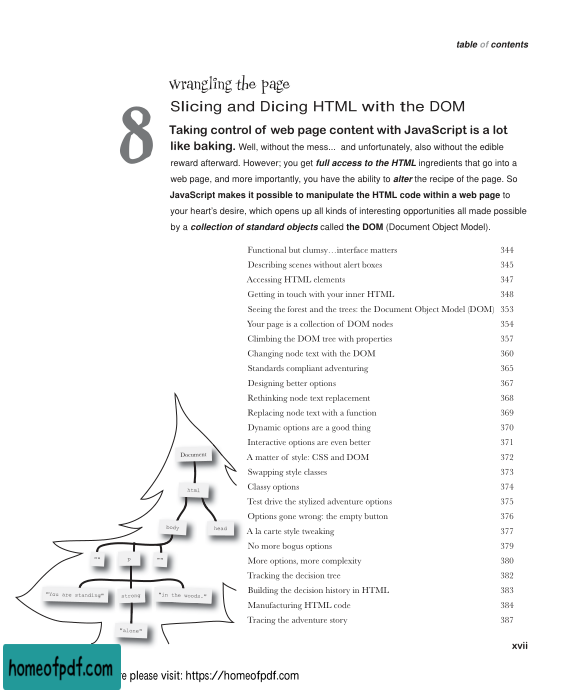 table of contents
wrangling the page
8
Slicing and Dicing HTML with the DOM
Taking control of web page content with JavaScript is a lot
like baking. Well, without the mess... and unfortunately, also without the edible
reward afterward. However; you get full access to the HTML ingredients that go into a
web page, and more importantly, you have the ability to alter the recipe of the page. So
JavaScript makes it possible to manipulate the HTML code within a web page to
your heart's desire, which opens up all kinds of interesting opportunities all made possible
by a collection of standard objects called the DOM (Document Object Model).
Functional but clumsy…interface matters 344
Describing scenes without alert boxes 345
Accessing HTML elements 347
Getting in touch with your inner HTML 348
Seeing the forest and the trees: the Document Object Model (DOM) 353
Your page is a collection of DOM nodes 354
Climbing the DOM tree with properties 357
Changing node text with the DOM 360
Standards compliant adventuring 365
Designing better options 367
Rethinking node text replacement 368
Replacing node text with a function 369
Dynamic options are a good thing 370
Interactive options are even better 371
A matter of style: CSS and DOM 372
Swapping style classes 373
Classy options 374
Test drive the stylized adventure options 375
Options gone wrong: the empty button 376
A la carte style tweaking 377
No more bogus options 379
More options, more complexity 380
Tracking the decision tree 382
Building the decision history in HTML 383
Manufacturing HTML code 384
Tracing the adventure story 387
Document
html
body
head
""
p
""
"You are standing"
strong
"in the woods."
"alone"
xvii
homeofpdf.com
e please visit: https://homeofpdf.com